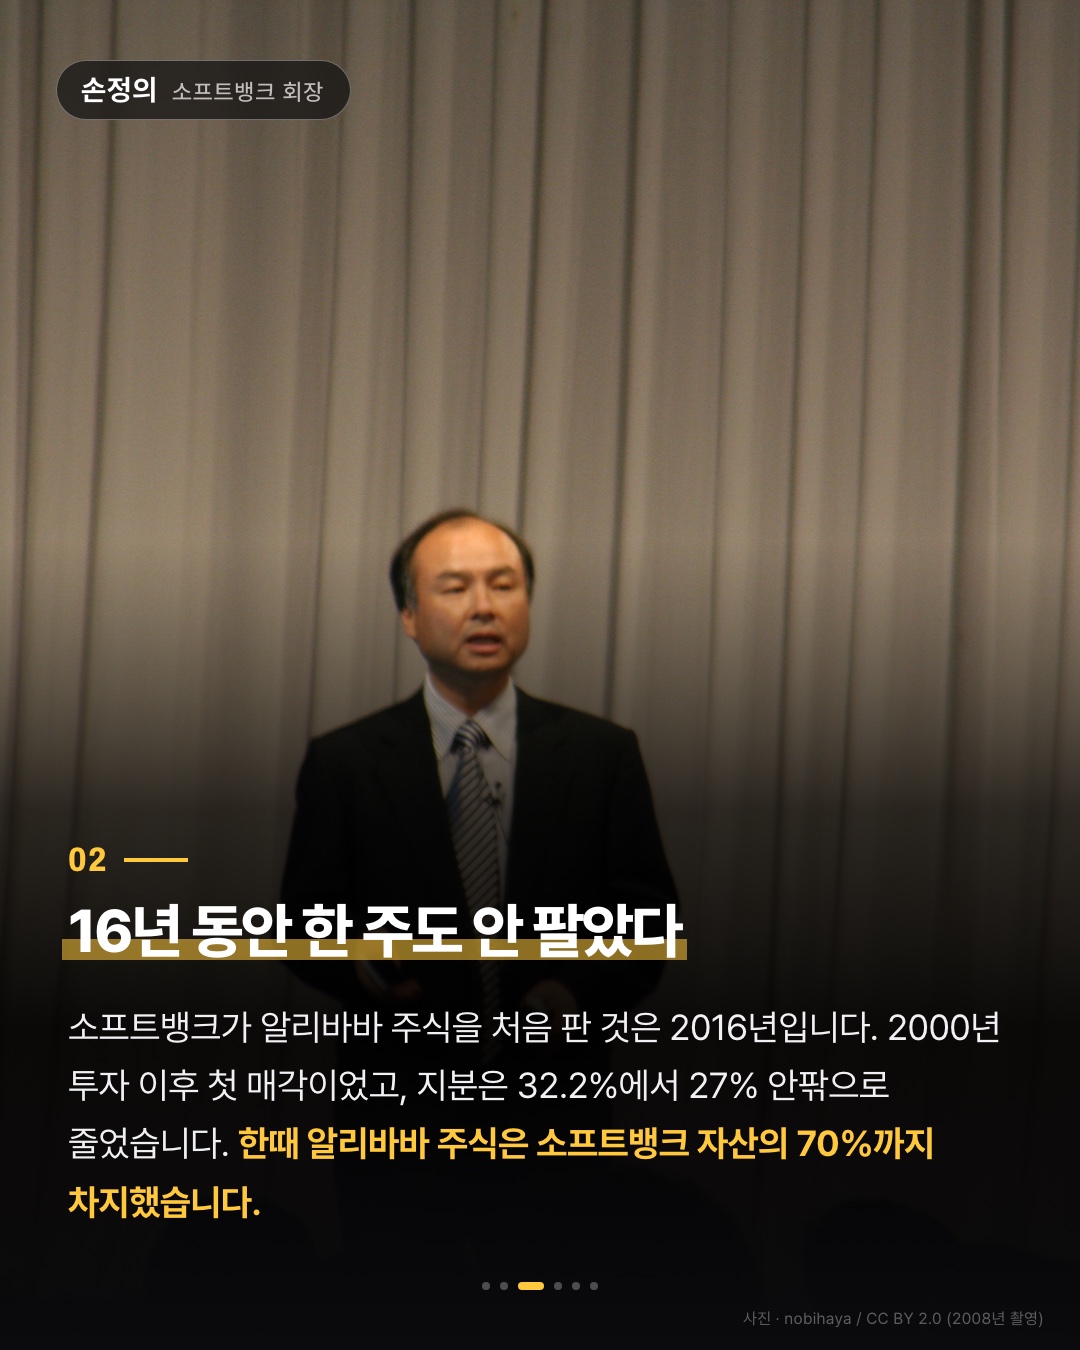 손정의 소프트뱅크 회장
02
16년 동안 한 주도 안 팔았다
소프트뱅크가 알리바바 주식을 처음 판 것은 2016년입니다. 2000년
투자 이후 첫 매각이었고, 지분은 32.2%에서 27% 안팎으로
줄었습니다. 한때 알리바바 주식은 소프트뱅크 자산의 70%까지
차지했습니다.
사진 · nobihaya / CC BY 2.0 (2008년 촬영)